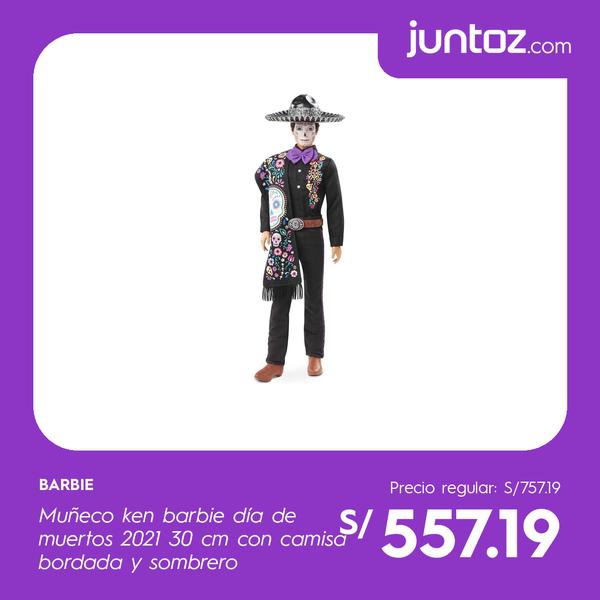 juntoz.com
BARBIE
Muñeco ken barbie día de
muertos 2021 30 cm con camisa
bordada y sombrero
Precio regular: S/757.19
S/ 557.19